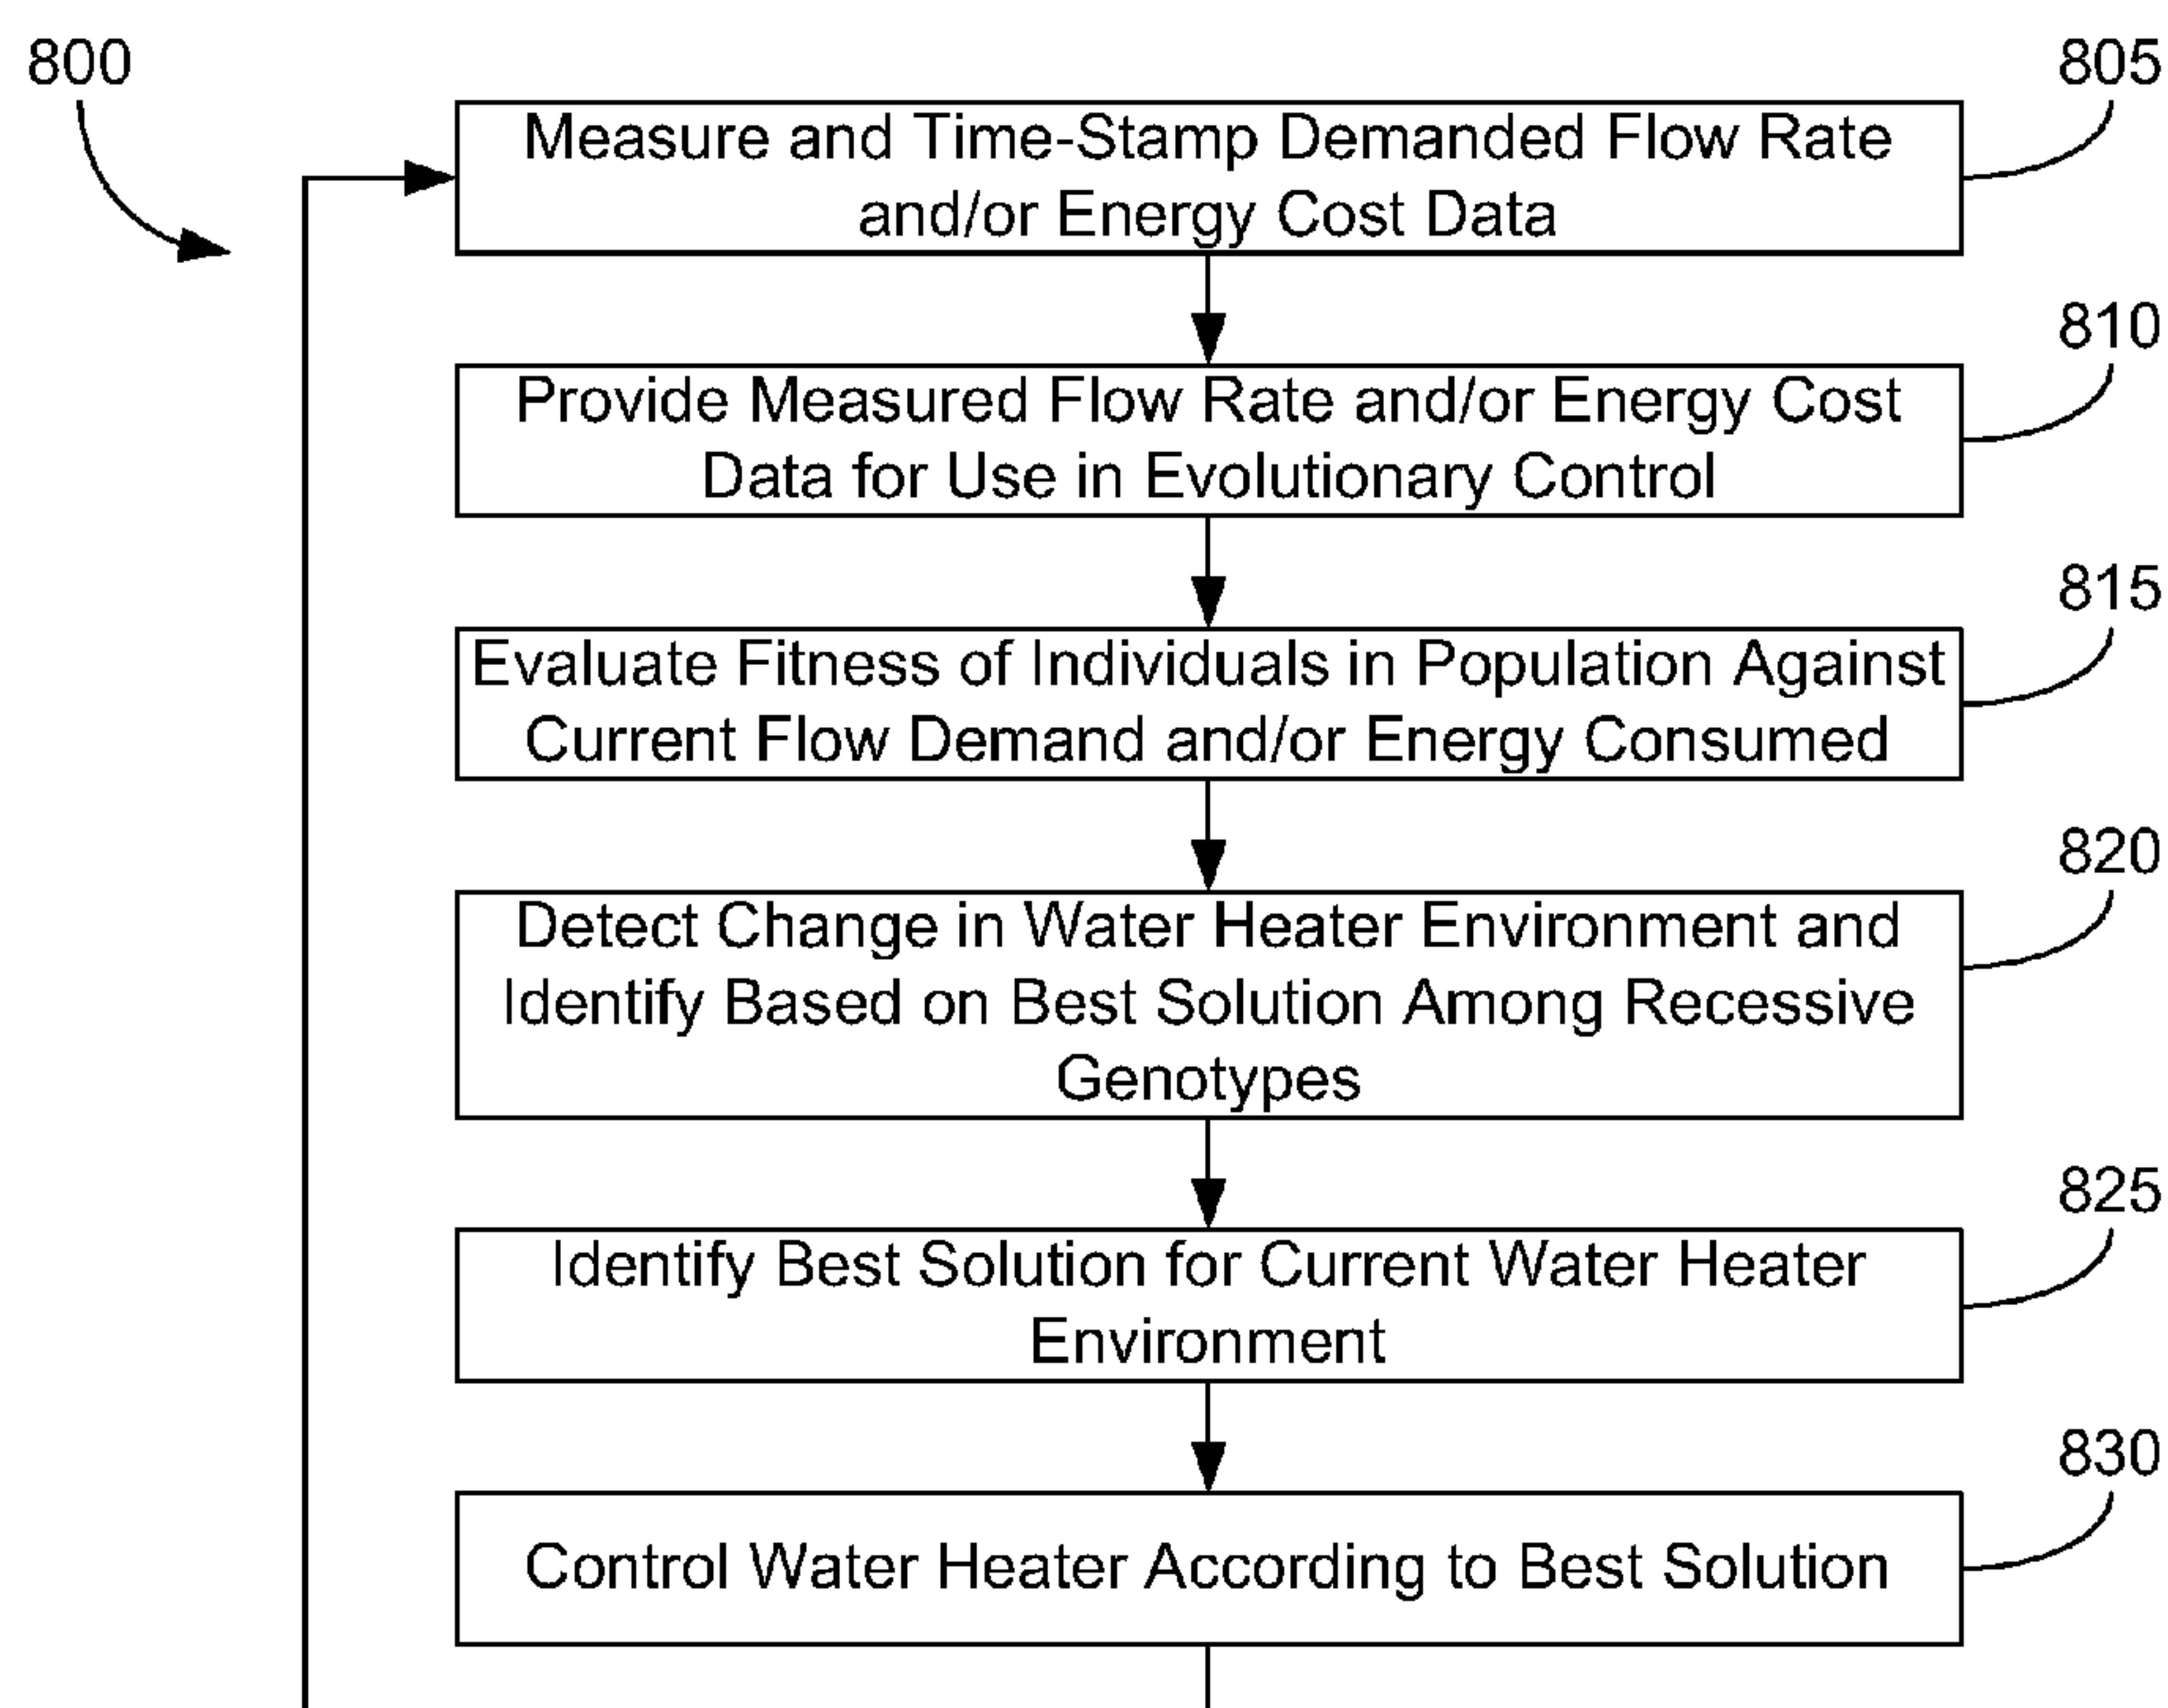 800
805
Measure and Time-Stamp Demanded Flow Rate
and/or Energy Cost Data
810
Provide Measured Flow Rate and/or Energy Cost
Data for Use in Evolutionary Control
815
Evaluate Fitness of Individuals in Population Against
Current Flow Demand and/or Energy Consumed
820
Detect Change in Water Heater Environment and
Identify Based on Best Solution Among Recessive
Genotypes
825
Identify Best Solution for Current Water Heater
Environment
830
Control Water Heater According to Best Solution